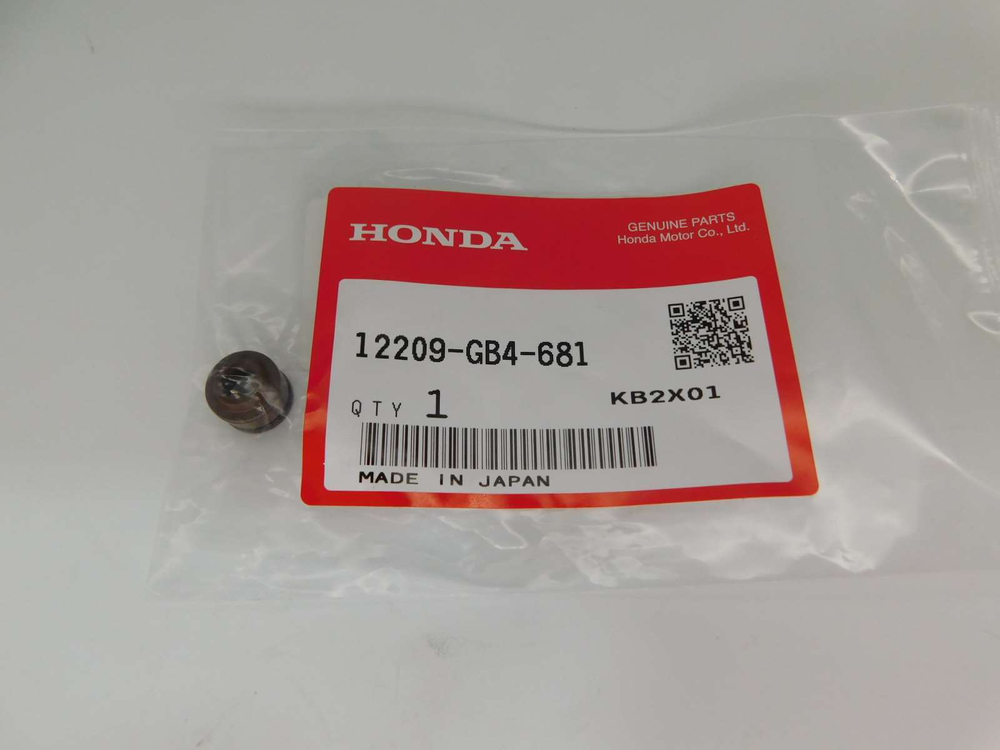 HONDA
GENUINE PARTS
Honda Motor Co., Ltd.
12209-GB4-681
QTY 1
KB2X01
MADE IN JAPAN